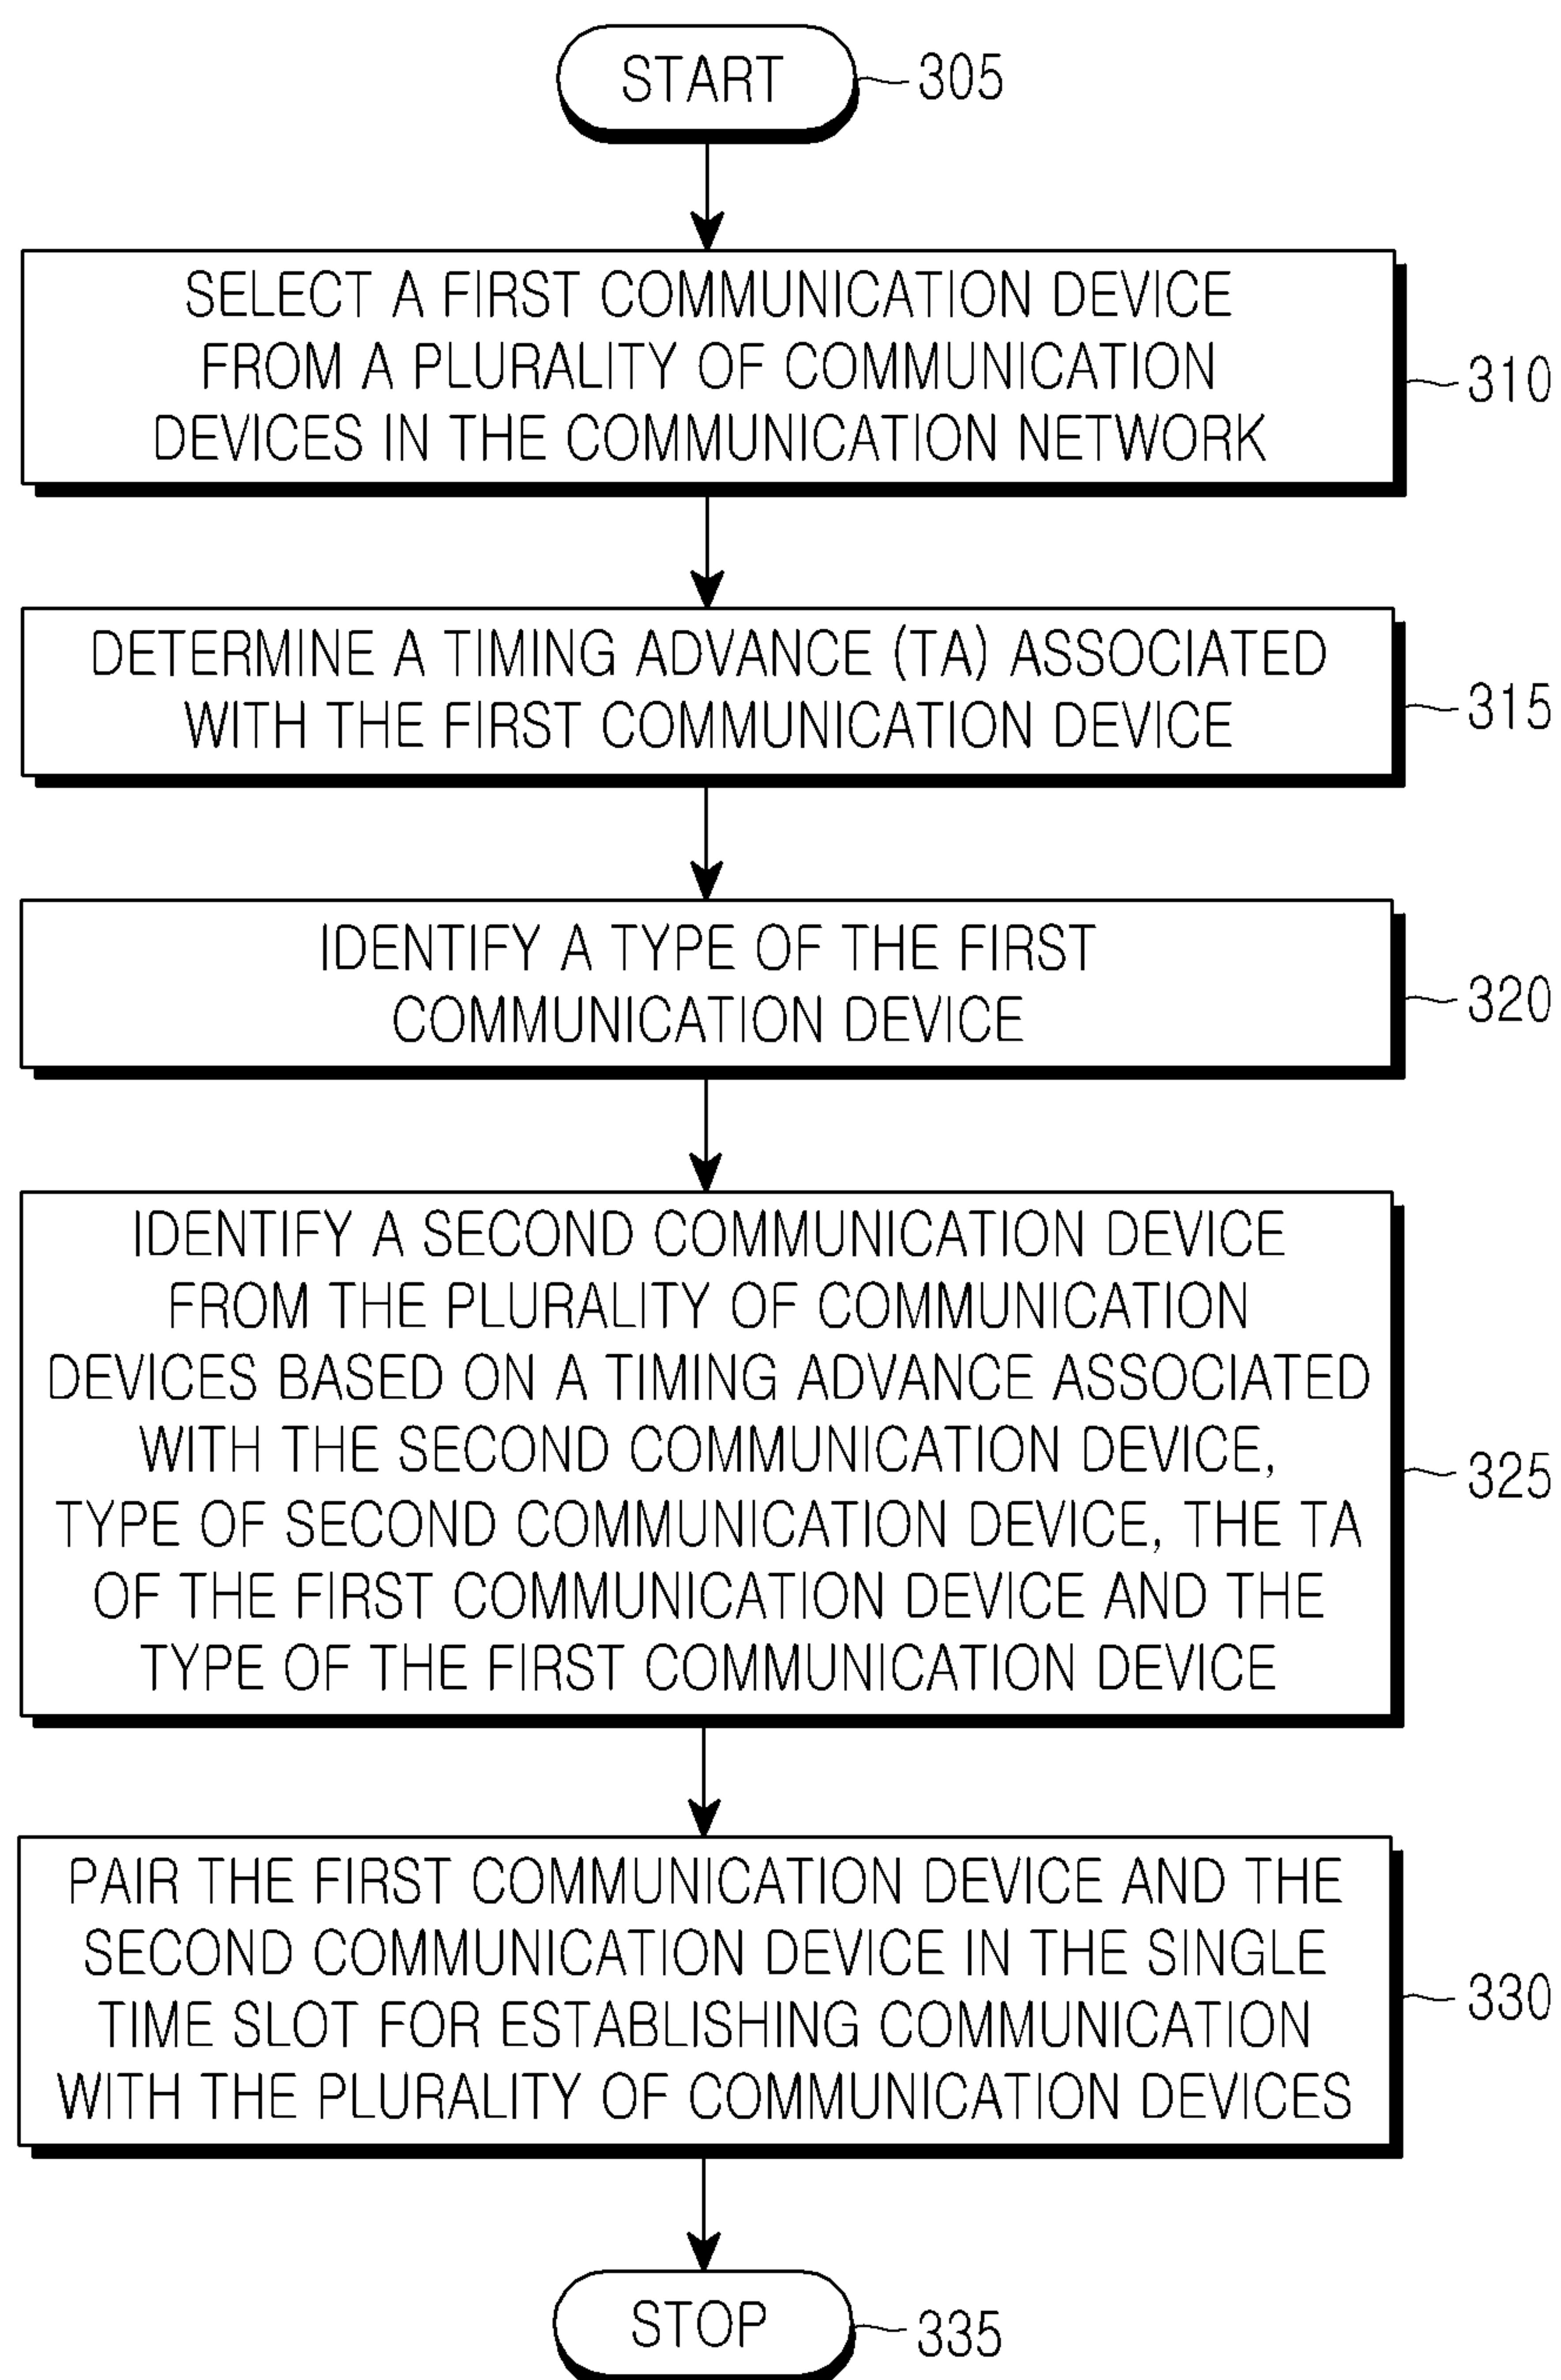 START
305
SELECT A FIRST COMMUNICATION DEVICE
FROM A PLURALITY OF COMMUNICATION
DEVICES IN THE COMMUNICATION NETWORK
310
DETERMINE A TIMING ADVANCE (TA) ASSOCIATED
WITH THE FIRST COMMUNICATION DEVICE
315
IDENTIFY A TYPE OF THE FIRST
COMMUNICATION DEVICE
320
IDENTIFY A SECOND COMMUNICATION DEVICE
FROM THE PLURALITY OF COMMUNICATION
DEVICES BASED ON A TIMING ADVANCE ASSOCIATED
WITH THE SECOND COMMUNICATION DEVICE,
TYPE OF SECOND COMMUNICATION DEVICE, THE TA
OF THE FIRST COMMUNICATION DEVICE AND THE
TYPE OF THE FIRST COMMUNICATION DEVICE
325
PAIR THE FIRST COMMUNICATION DEVICE AND THE
SECOND COMMUNICATION DEVICE IN THE SINGLE
TIME SLOT FOR ESTABLISHING COMMUNICATION
WITH THE PLURALITY OF COMMUNICATION DEVICES
330
STOP
335